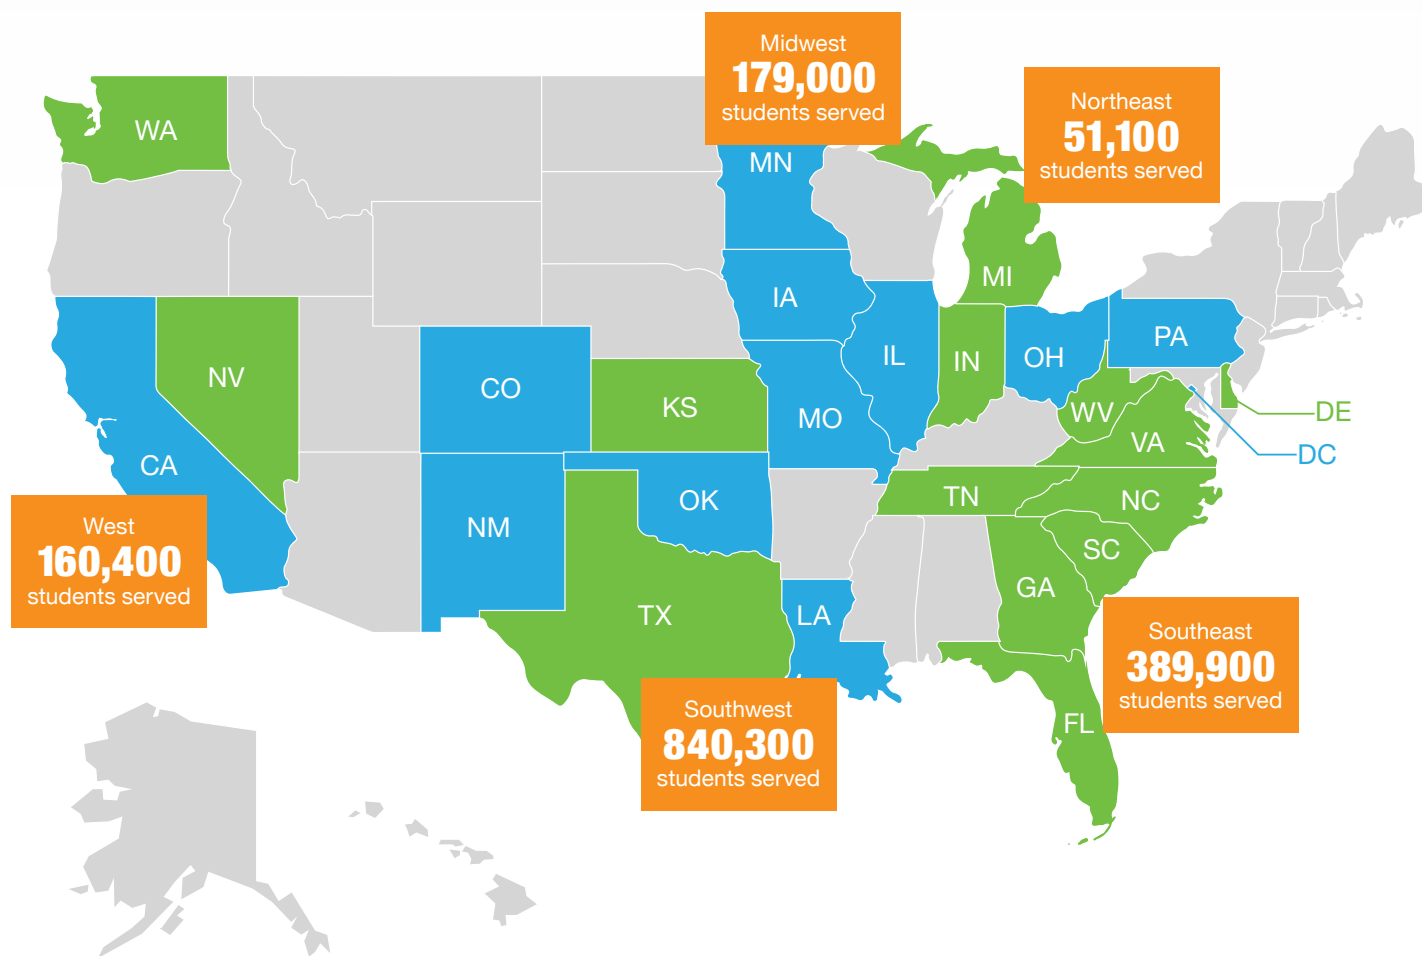 Midwest
179,000
students served
Northeast
51,100
students served
WA
MN
MI
IA
PA
IL
IN
OH
NV
CO
KS
MO
WV
DE
VA
DC
CA
TN
NC
OK
NM
SC
West
160,400
students served
GA
TX
LA
Southeast
389,900
students served
Southwest
840,300
students served
FL